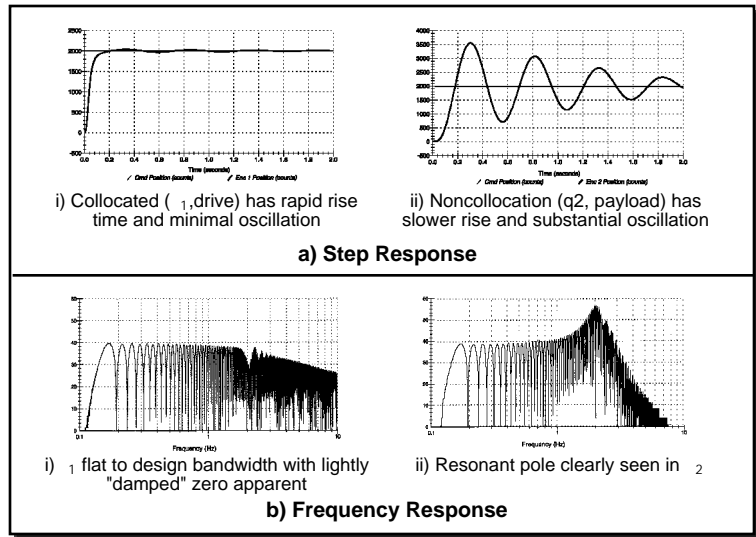 2500
2000
1500
1000
500
0
-500
0.0 0.2 0.4 0.6 0.8 1.0 1.2 1.4 1.6 1.8 2.0
Time (seconds)
Cmd Position (counts) Enc 1 Position (counts)
i) Collocated ( 1,drive) has rapid rise
time and minimal oscillation
4000
3500
3000
2500
2000
1500
1000
500
0
-500
0.0 0.2 0.4 0.6 0.8 1.0 1.2 1.4 1.6 1.8 2.0
Time (seconds)
Cmd Position (counts) Enc 2 Position (counts)
ii) Noncollocation (q2, payload) has
slower rise and substantial oscillation
a) Step Response
60
50
40
30
20
10
0
0.1 1 10
Frequency (Hz)
i) 1 flat to design bandwidth with lightly
"damped" zero apparent
60
50
40
30
20
10
0
0.1 1 10
Frequency (Hz)
ii) Resonant pole clearly seen in 2
b) Frequency Response